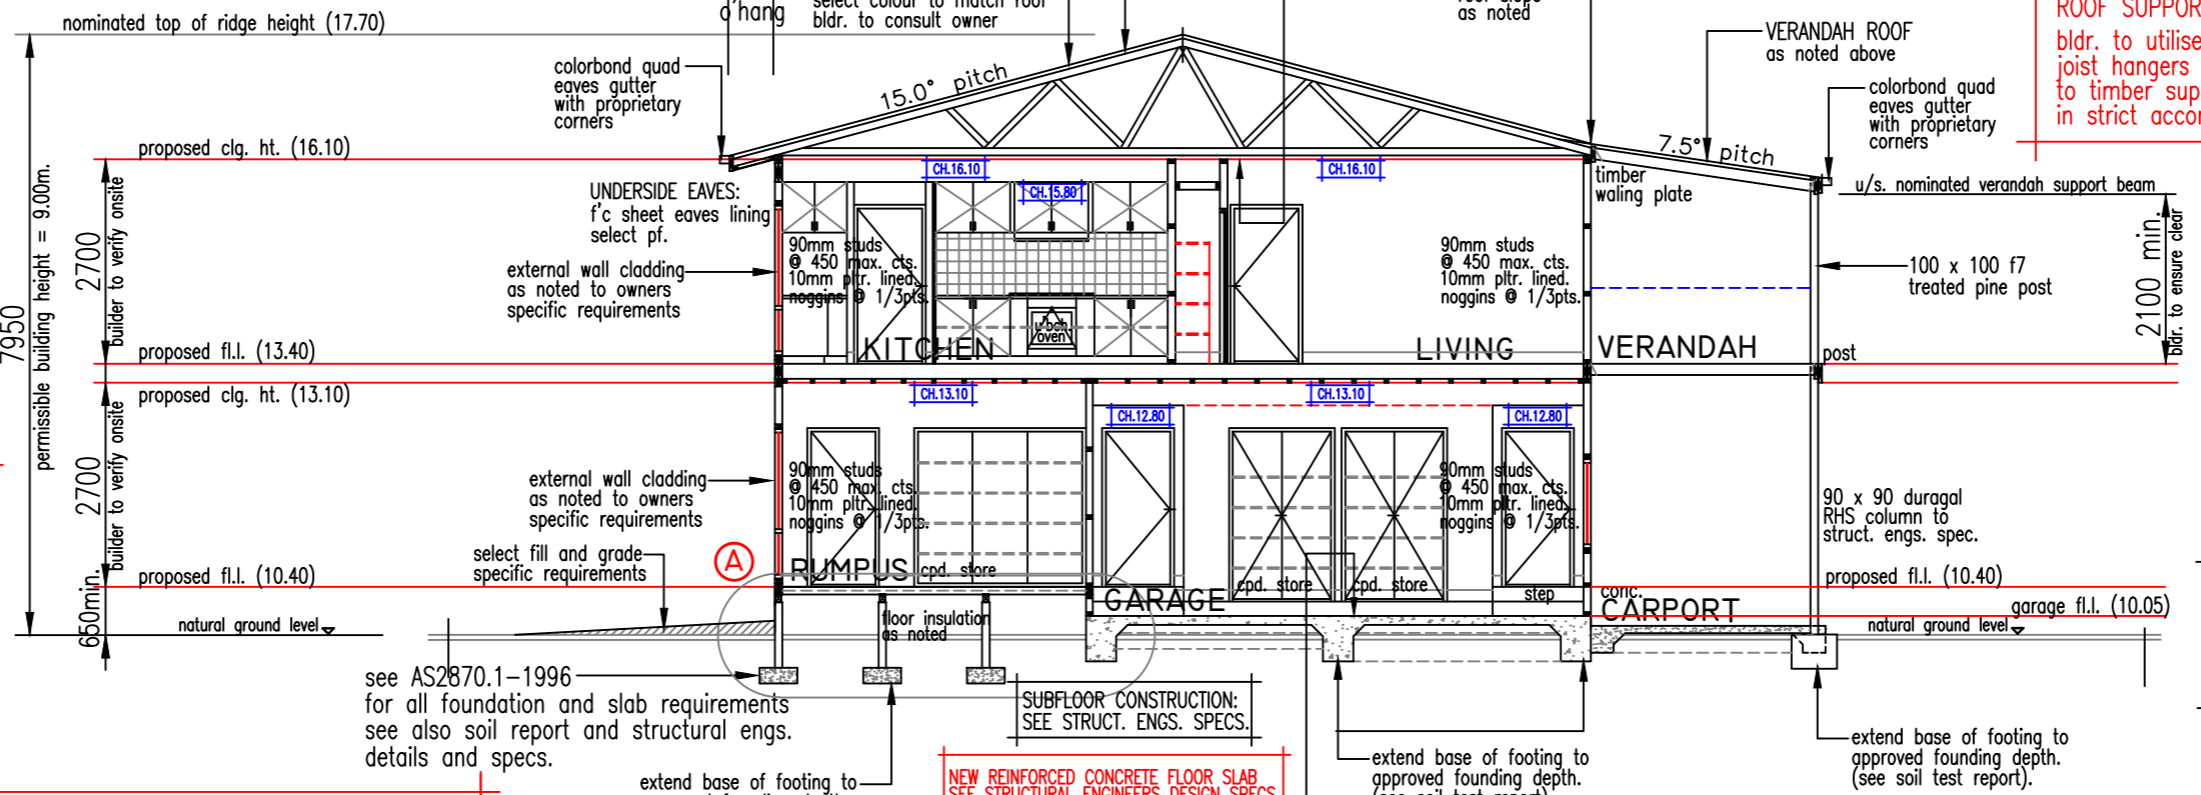 o'hang
select colour to match roof
bldr. to consult owner
as noted
ROOF SUPPOR
bldr. to utilise
joist hangers
to timber sup
in strict accor
nominated top of ridge height (17.70)
VERANDAH ROOF
as noted above
colorbond quad
eaves gutter
with proprietary
corners
15.0° pitch
colorbond quad
eaves gutter
with proprietary
corners
7.5° pitch
proposed clg. ht. (16.10)
CH.16.10
CH.15.80
CH.16.10
timber
waling plate
u/s. nominated verandah support beam
UNDERSIDE EAVES:
f'c sheet eaves lining
select pf.
90mm studs
@ 450 max. cts.
10mm pltr. lined.
noggins @ 1/3pts.
90mm studs
@ 450 max. cts.
10mm pltr. lined.
noggins @ 1/3pts.
external wall cladding
as noted to owners
specific requirements
100 x 100 f7
treated pine post
2100 min.
bldr. to ensure clear
7950
permissible building height = 9.00m.
2700
builder to verify onsite
u/bch.
oven
KITCHEN
LIVING
VERANDAH
post
proposed fl.l. (13.40)
proposed clg. ht. (13.10)
CH.13.10
CH.13.10
CH.12.80
CH.12.80
2700
builder to verify onsite
90mm studs
@ 450 max. cts.
10mm pltr. lined.
noggins @ 1/3pts.
90mm studs
@ 450 max. cts.
10mm pltr. lined.
noggins @ 1/3pts.
external wall cladding
as noted to owners
specific requirements
90 x 90 duragal
RHS column to
struct. engs. spec.
select fill and grade
specific requirements
A
RUMPUS
cpd. store
cpd. store
cpd. store
step
conc.
GARAGE
CARPORT
proposed fl.l. (10.40)
proposed fl.l. (10.40)
garage fl.l. (10.05)
650min.
natural ground level
natural ground level
floor insulation
as noted
see AS2870.1-1996
for all foundation and slab requirements
see also soil report and structural engs.
details and specs.
SUBFLOOR CONSTRUCTION:
SEE STRUCT. ENGS. SPECS.
NEW REINFORCED CONCRETE FLOOR SLAB
SEE STRUCTURAL ENGINEERS DESIGN SPECS
extend base of footing to
extend base of footing to
approved founding depth.
(see soil test report)
extend base of footing to
approved founding depth.
(see soil test report).